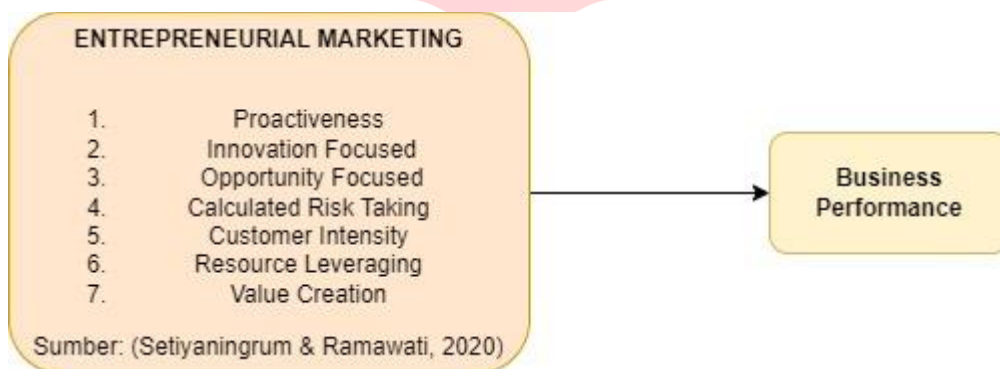 ENTREPRENEURIAL MARKETING
1. Proactiveness
2. Innovation Focused
3. Opportunity Focused
4. Calculated Risk Taking
5. Customer Intensity
6. Resource Leveraging
7. Value Creation
Sumber: (Setiyaningrum & Ramawati, 2020)
Business
Performance